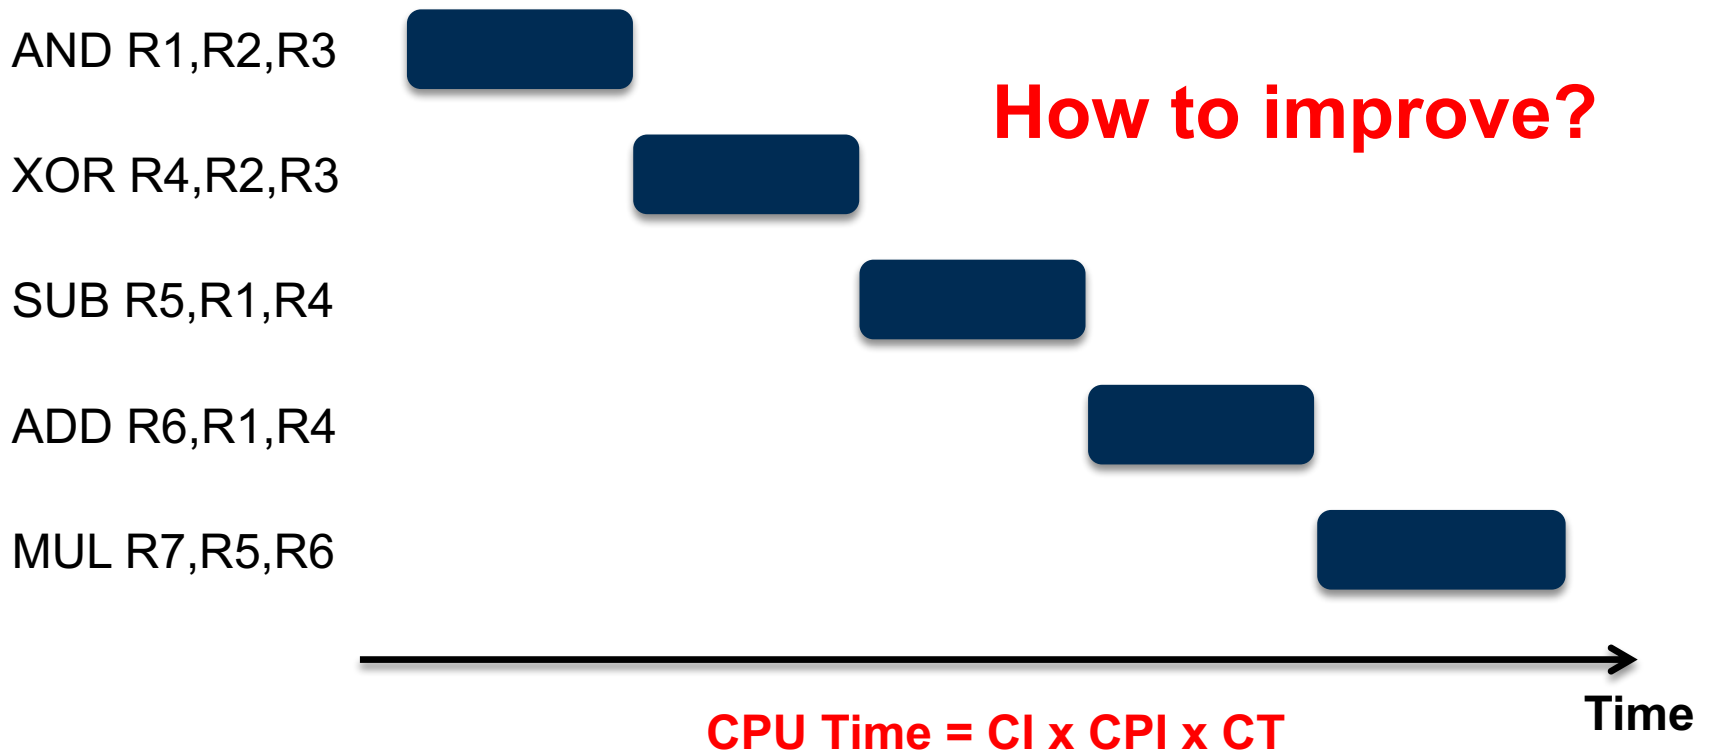 AND R1,R2,R3
How to improve?
XOR R4,R2,R3
SUB R5,R1,R4
ADD R6,R1,R4
MUL R7,R5,R6
Time
CPU Time = CI x CPI x CT